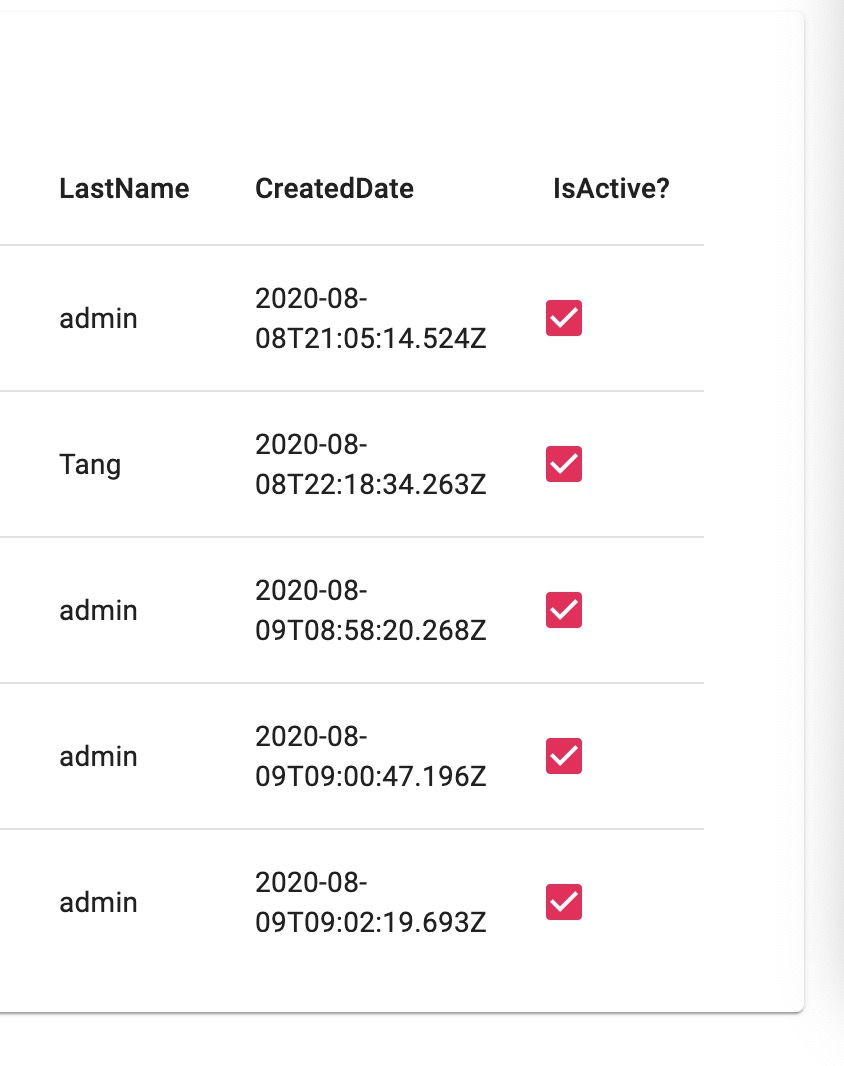 LastName CreatedDate IsActive?
admin 2020-08-
08T21:05:14.524Z
Tang 2020-08-
08T22:18:34.263Z
admin 2020-08-
09T08:58:20.268Z
admin 2020-08-
09T09:00:47.196Z
admin 2020-08-
09T09:02:19.693Z